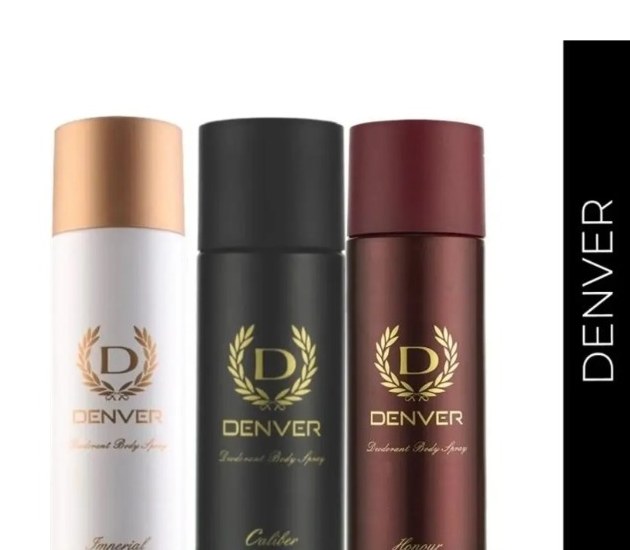 D
DENVER
Deodorant Body Spray
Imperial
D
DENVER
Deodorant Body Spray
Caliber
D
DENVER
Deodorant Body Spray
Honour
DENVER